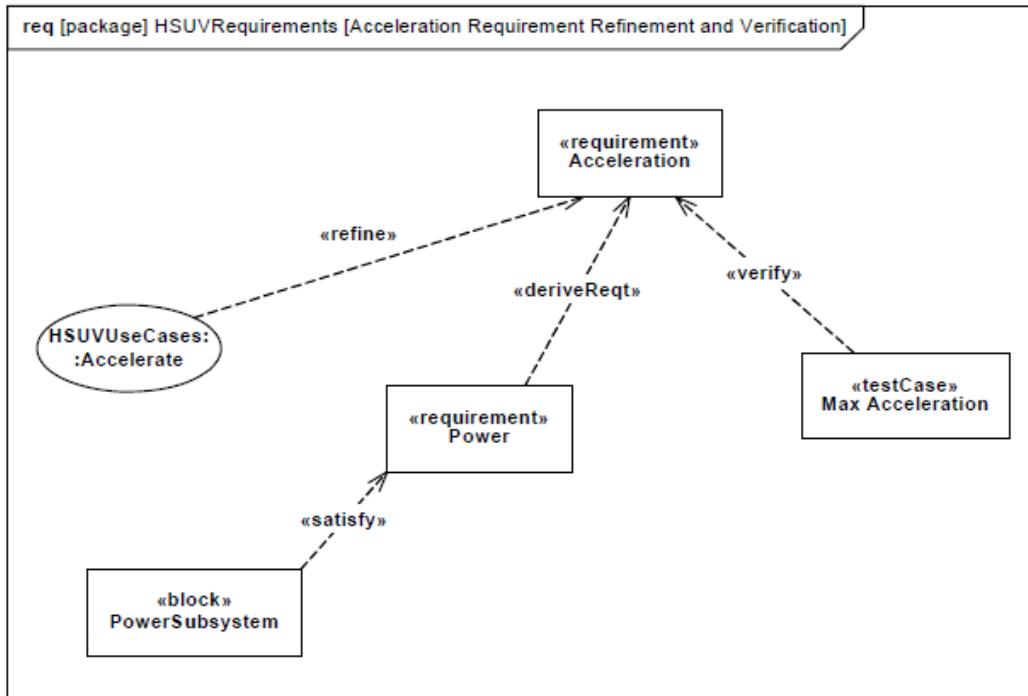 req [package] HSUVRequirements [Acceleration Requirement Refinement and Verification]
«requirement»
Acceleration
«refine»
«deriveReqt»
«verify»
HSUVUseCases:
:Accelerate
«requirement»
Power
«testCase»
Max Acceleration
«satisfy»
«block»
PowerSubsystem